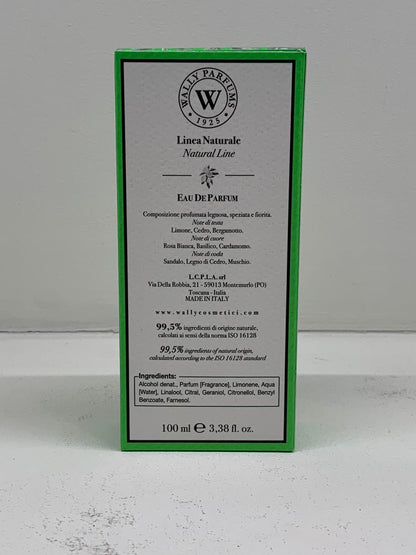 WALLY PARFUMS
W
• 1925 •
Linea Naturale
Natural Line
EAU DE PARFUM
Composizione profumata legnosa, speziata e fiorita.
Note di testa
Limone, Cedro, Bergamotto.
Note di cuore
Rosa Bianca, Basilico, Cardamomo.
Note di coda
Sandalo, Legno di Cedro, Muschio.
L.C.P.L.A. srl
Via Della Robbia, 21 - 59013 Montemurlo (PO)
Toscana - Italia
MADE IN ITALY
www.wallycosmetici.com
99,5% ingredienti di origine naturale,
calcolati ai sensi della norma ISO 16128
99,5% ingredients of natural origin,
calculated according to the ISO 16128 standard
Ingredients:
Alcohol denat., Parfum [Fragrance], Limonene, Aqua
[Water], Linalool, Citral, Geraniol, Citronellol, Benzyl
Benzoate, Farnesol.
100 ml ℮ 3,38 fl. oz.